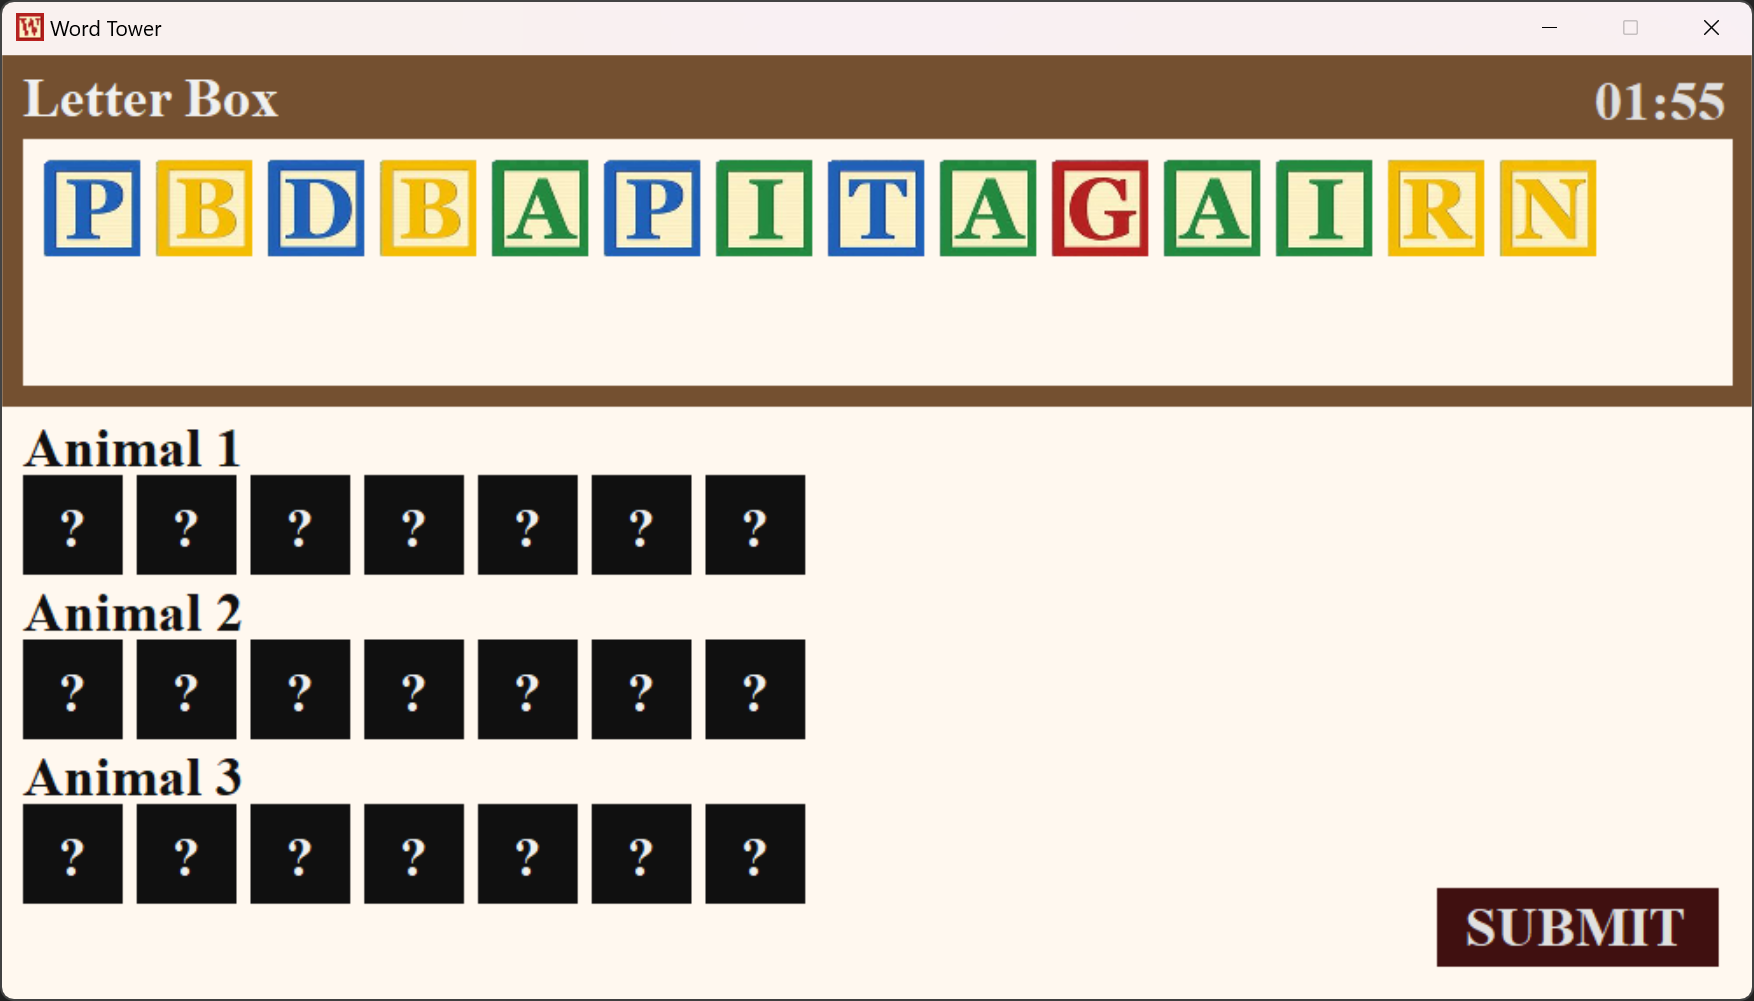 Word Tower
Letter Box 01:55
P B D B A P I T A G A I R N
Animal 1
? ? ? ? ? ? ?
Animal 2
? ? ? ? ? ? ?
Animal 3
? ? ? ? ? ? ?
SUBMIT